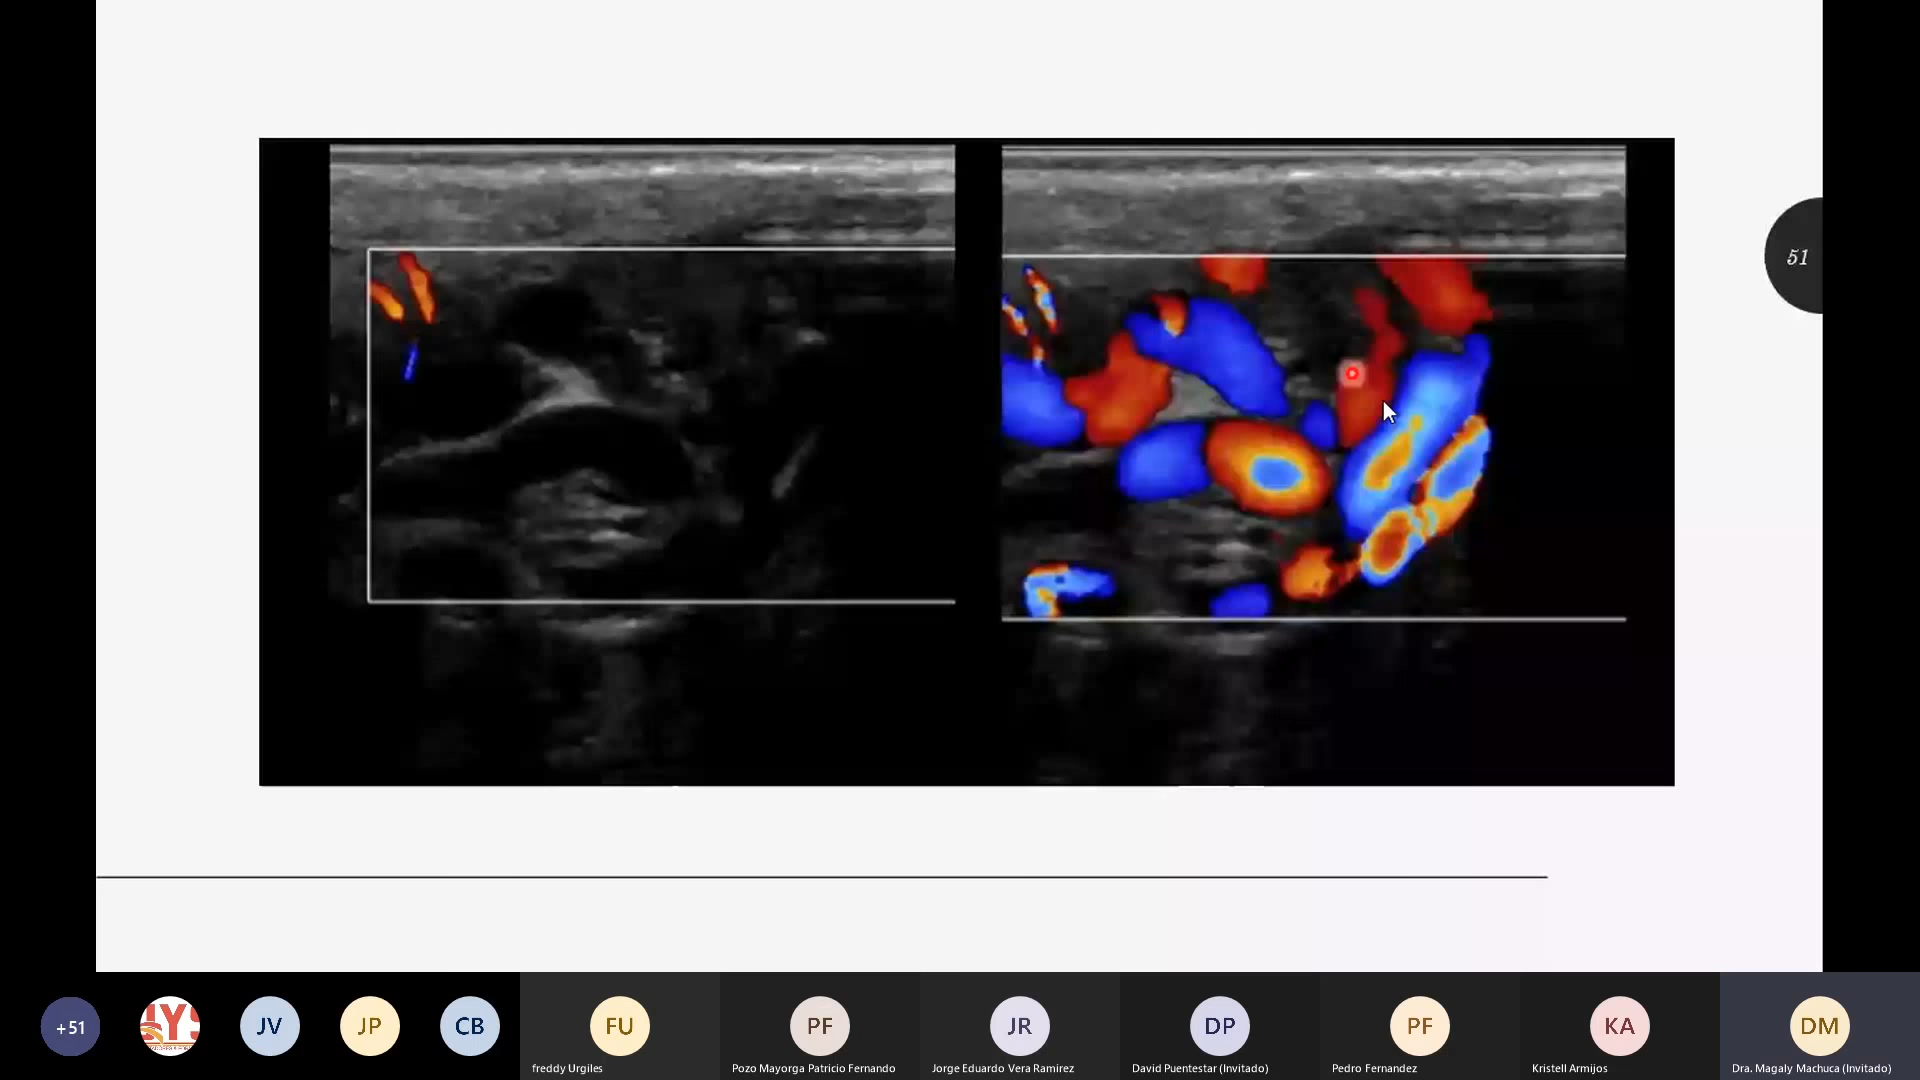 51
+51
JV
JP
CB
FU
PF
JR
DP
PF
KA
DM
freddy Urgiles
Pozo Mayorga Patricio Fernando
Jorge Eduardo Vera Ramirez
David Puentestar (Invitado)
Pedro Fernandez
Kristell Armijos
Dra. Magaly Machuca (Invitado)